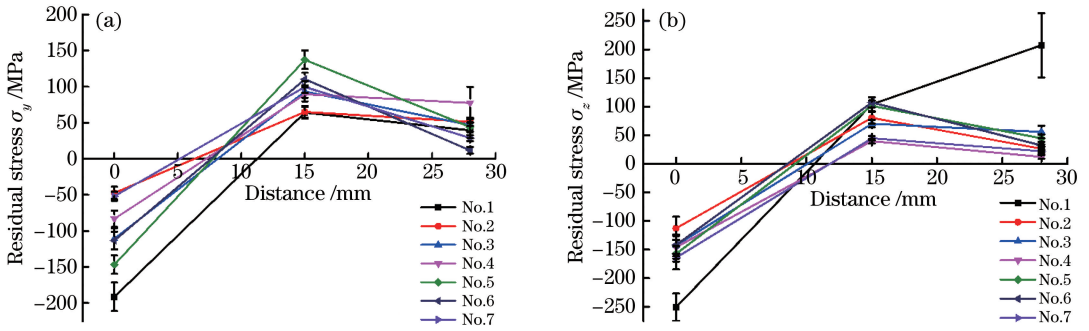 (a)
Residual stress σy /MPa
200
150
100
50
0
−50
−100
−150
−200
0 5 10 15 20 25 30
Distance /mm
No.1
No.2
No.3
No.4
No.5
No.6
No.7
(b)
Residual stress σz /MPa
250
200
150
100
50
0
−50
−100
−150
−200
−250
0 5 10 15 20 25 30
Distance /mm
No.1
No.2
No.3
No.4
No.5
No.6
No.7